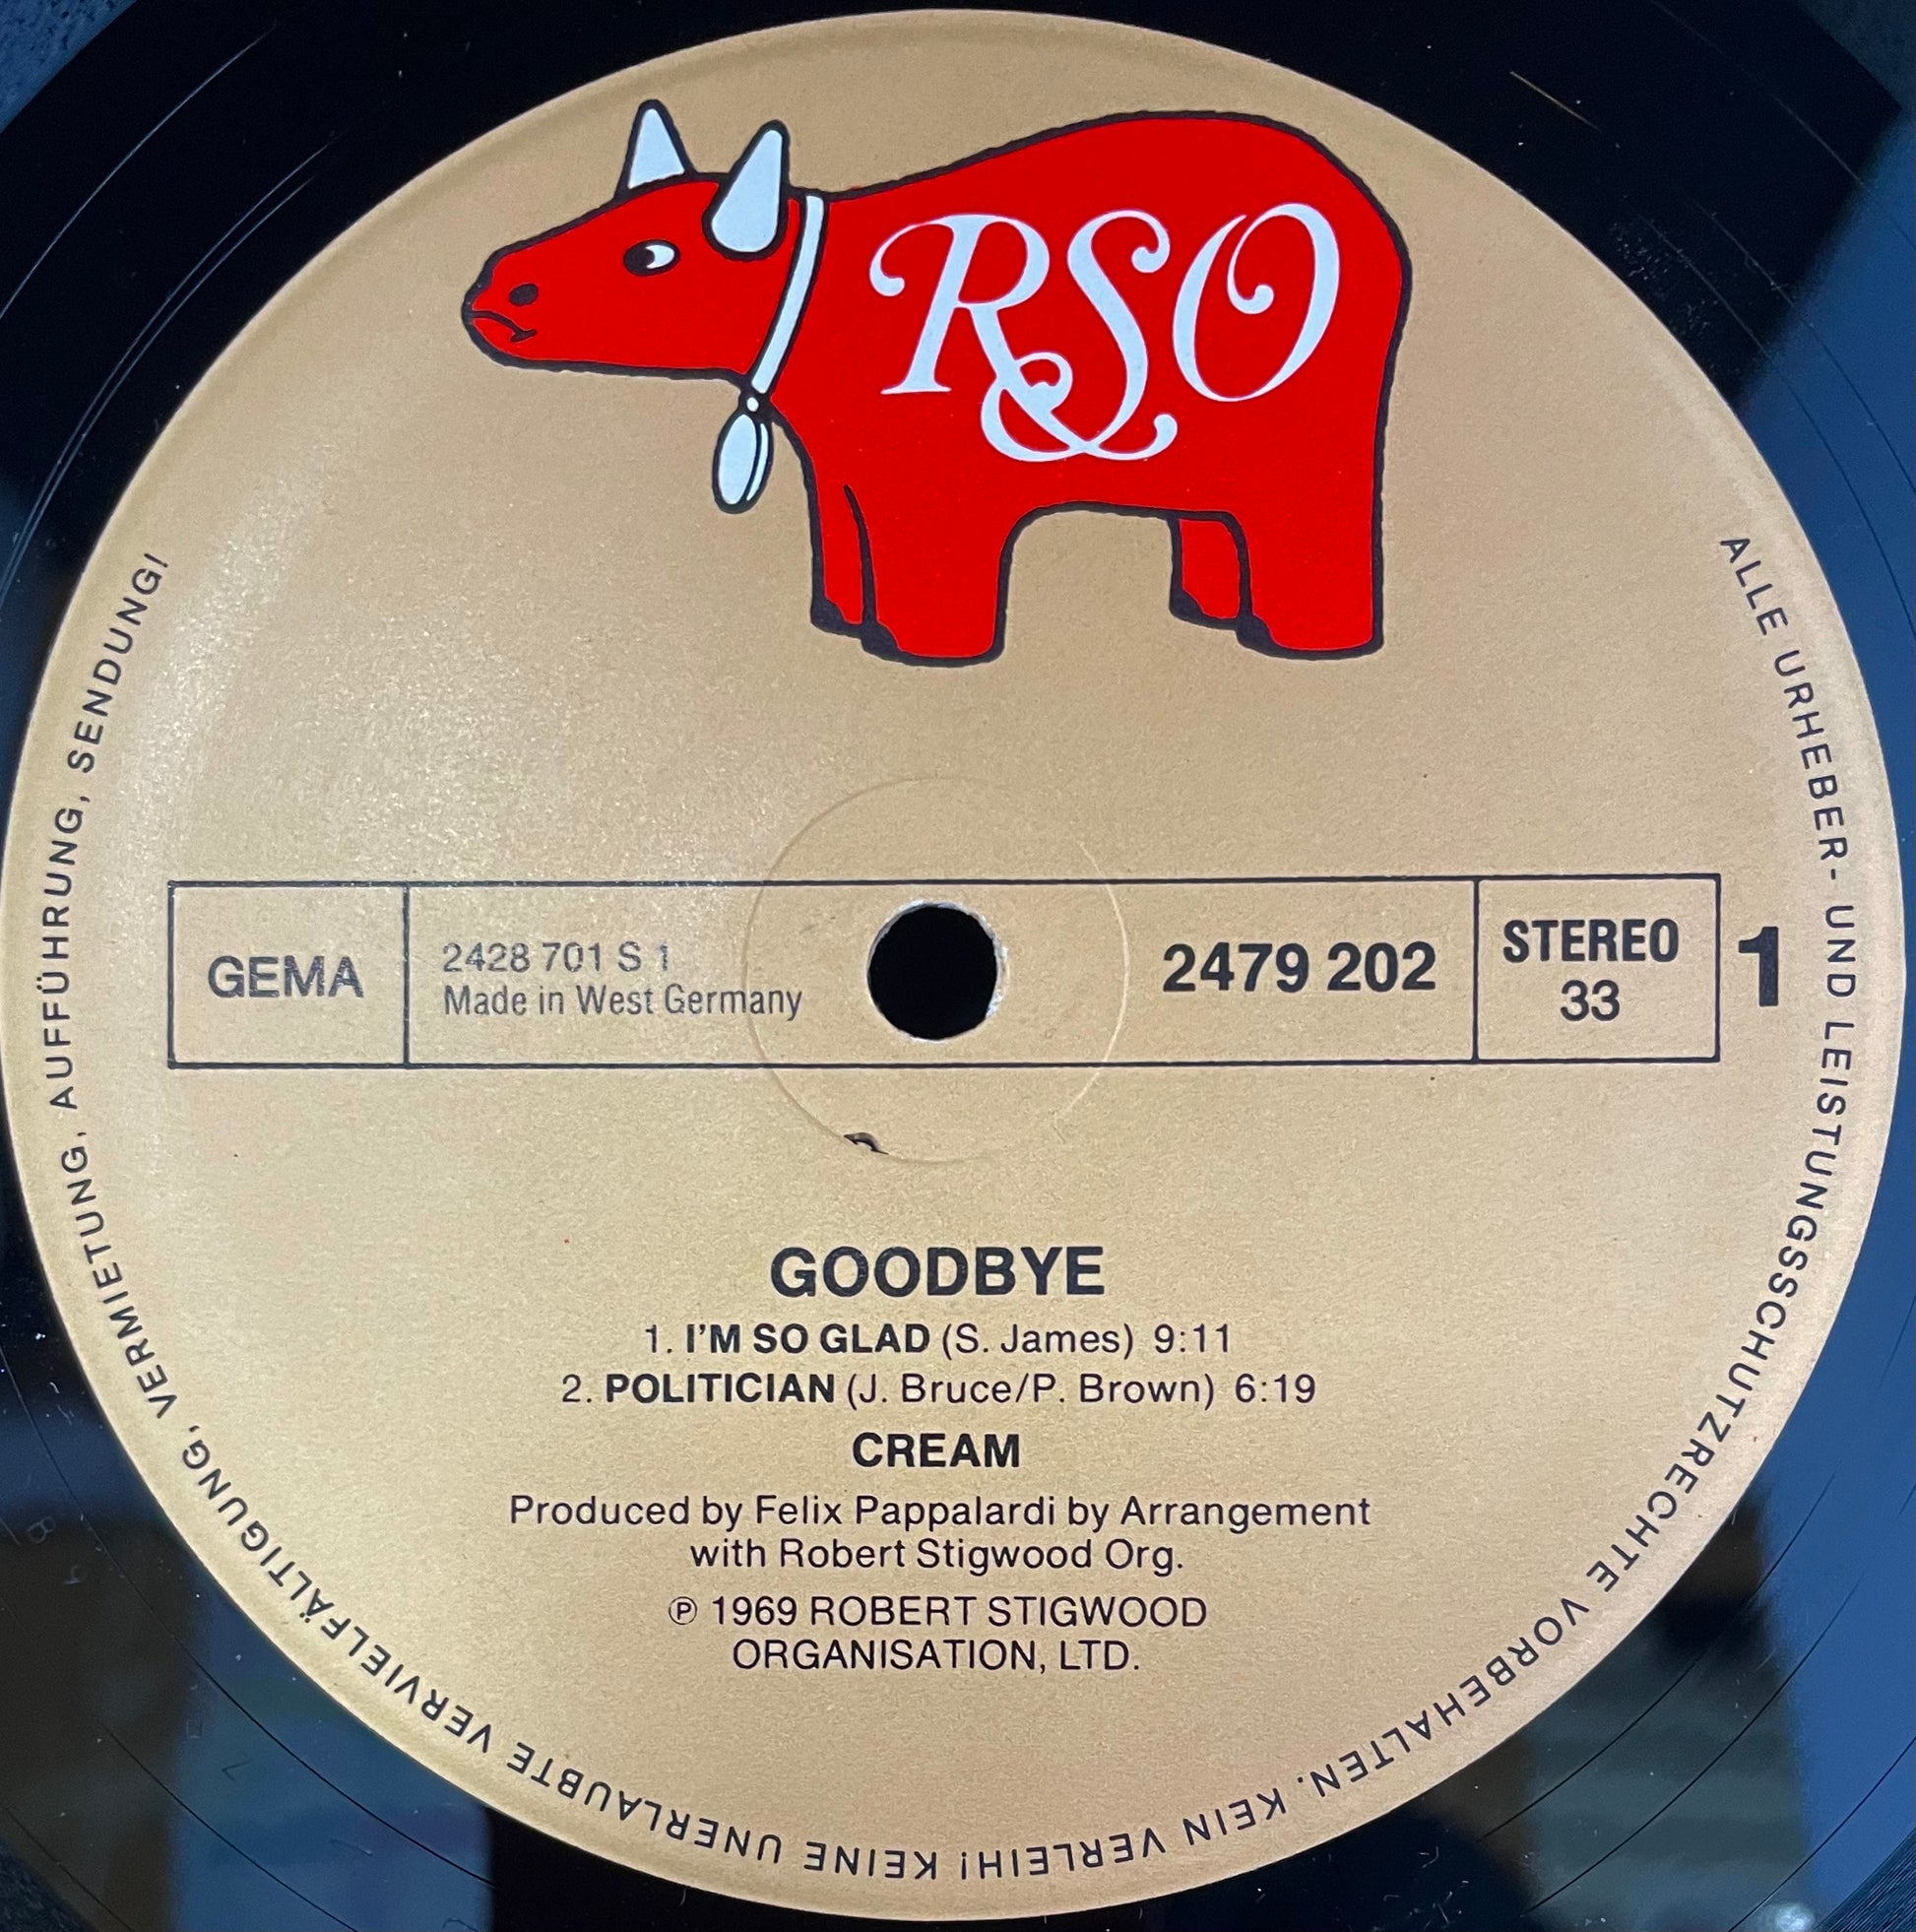 RSO
GEMA
2428 701 S 1
Made in West Germany
2479 202
STEREO
33
1
GOODBYE
1. I'M SO GLAD (S. James) 9:11
2. POLITICIAN (J. Bruce/P. Brown) 6:19
CREAM
Produced by Felix Pappalardi by Arrangement
with Robert Stigwood Org.
℗ 1969 ROBERT STIGWOOD
ORGANISATION, LTD.
ALLE URHEBER- UND LEISTUNGSSCHUTZRECHTE VORBEHALTEN. KEIN VERLEIH! KEINE UNERLAUBTE VERVIELFÄLTIGUNG, VERMIETUNG, AUFFÜHRUNG, SENDUNG!